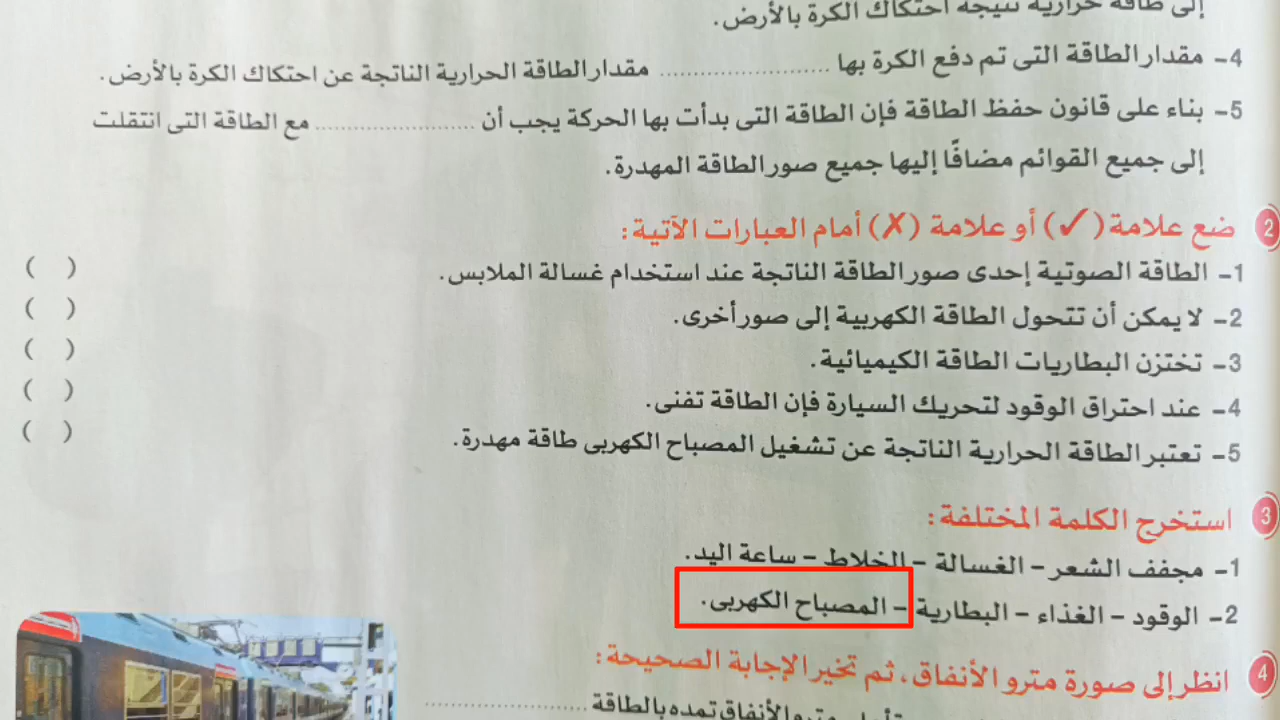 إلى طاقة حرارية نتيجة احتكاك الكرة بالأرض.
4- مقدار الطاقة التى تم دفع الكرة بها ........................ مقدار الطاقة الحرارية الناتجة عن احتكاك الكرة بالأرض.
5- بناء على قانون حفظ الطاقة فإن الطاقة التى بدأت بها الحركة يجب أن ........................ مع الطاقة التى انتقلت
إلى جميع القوائم مضافًا إليها جميع صور الطاقة المهدرة.
2 ضع علامة (✓) أو علامة (✗) أمام العبارات الآتية:
1- الطاقة الصوتية إحدى صور الطاقة الناتجة عند استخدام غسالة الملابس. ( )
2- لا يمكن أن تتحول الطاقة الكهربية إلى صور أخرى. ( )
3- تختزن البطاريات الطاقة الكيميائية. ( )
4- عند احتراق الوقود لتحريك السيارة فإن الطاقة تفنى. ( )
5- تعتبر الطاقة الحرارية الناتجة عن تشغيل المصباح الكهربى طاقة مهدرة. ( )
3 استخرج الكلمة المختلفة:
1- مجفف الشعر – الغسالة – الخلاط – ساعة اليد.
2- الوقود – الغذاء – البطارية – المصباح الكهربى.
4 انظر إلى صورة مترو الأنفاق، ثم تخير الإجابة الصحيحة:
مترو الأنفاق تمده بالطاقة ........................